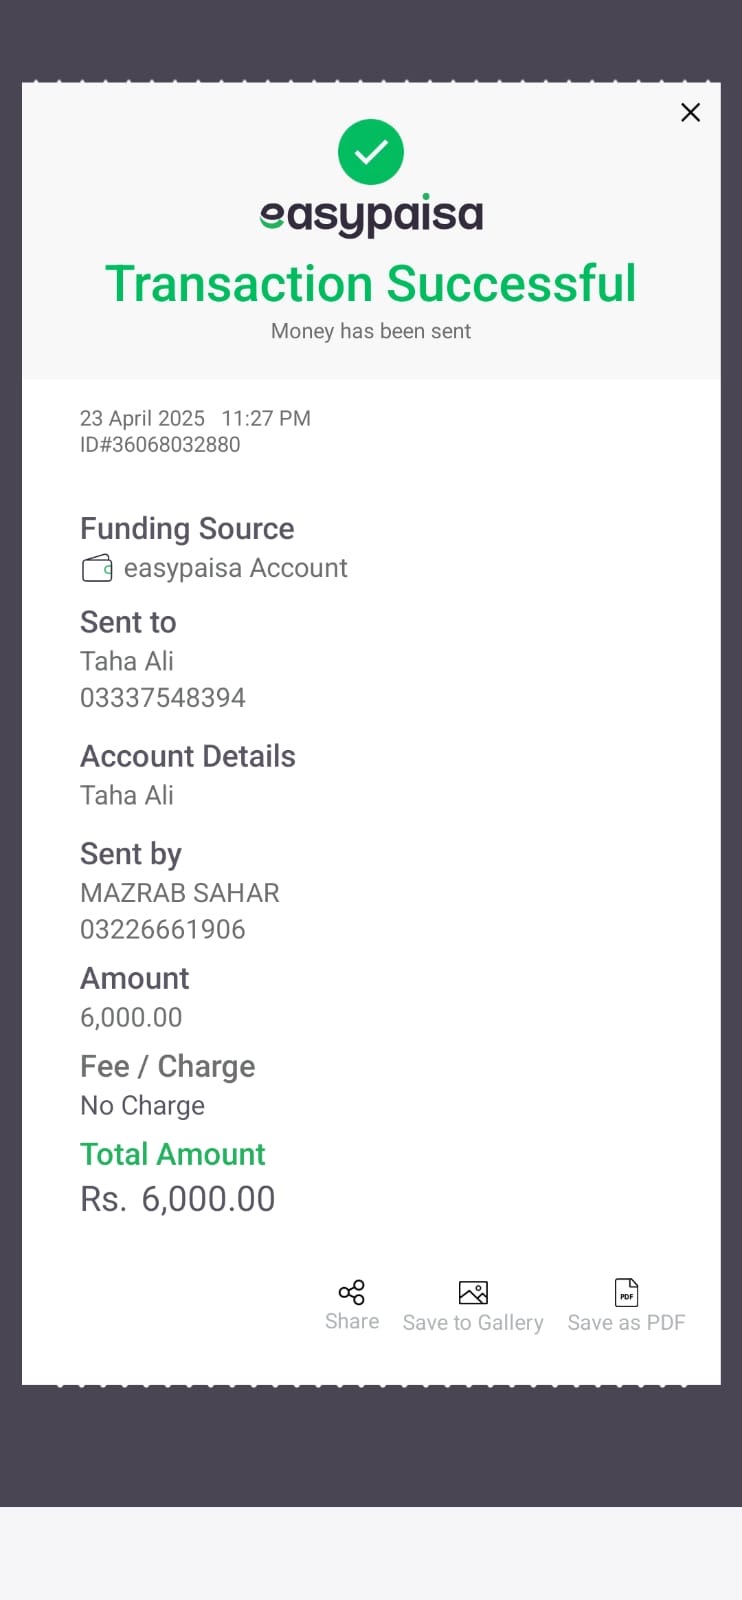 easypaisa
Transaction Successful
Money has been sent
23 April 2025 11:27 PM
ID#36068032880
Funding Source
easypaisa Account
Sent to
Taha Ali
03337548394
Account Details
Taha Ali
Sent by
MAZRAB SAHAR
03226661906
Amount
6,000.00
Fee / Charge
No Charge
Total Amount
Rs. 6,000.00
PDF
Share Save to Gallery Save as PDF